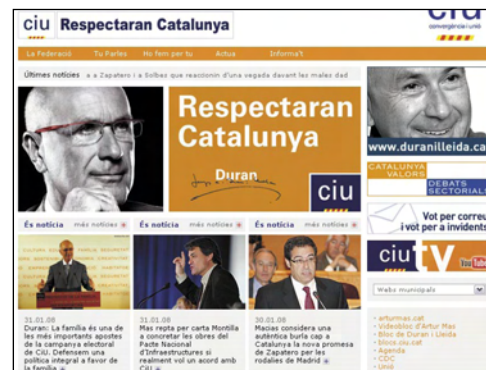 ciu Respectaran Catalunya
ciu
convergència i unió
La Federació Tu Parles Ho fem per tu Actua Informa't
Últimes notícies a a Zapatero i a Solbes que reaccionin d'una vegada davant les males dad
Respectaran
Catalunya
Duran
ciu
www.duranilleida.ca
CATALUNYA
VALORS
DEBATS
SECTORIALS
Vot per correu
i vot per a invidents
ciu tv You Tube
Webs municipals
És notícia més notícies
És notícia més notícies
És notícia més notícies
31.01.08
Duran: La família és una de
les més importants apostes
de la campanya electoral
de CiU. Defensem una
política integral a favor de
la família
31.01.08
Mas repta per carta Montilla
a concretar les obres del
Pacte Nacional
d'Infraestructures si
realment vol un acord amb
CiU
30.01.08
Macias considera una
autèntica burla cap a
Catalunya la nova promesa
de Zapatero per les
rodalies de Madrid
arturmas.cat
Videobloc d'Artur Mas
Bloc de Duran i Lleida
blocs.ciu.cat
Agenda
CDC
Unió